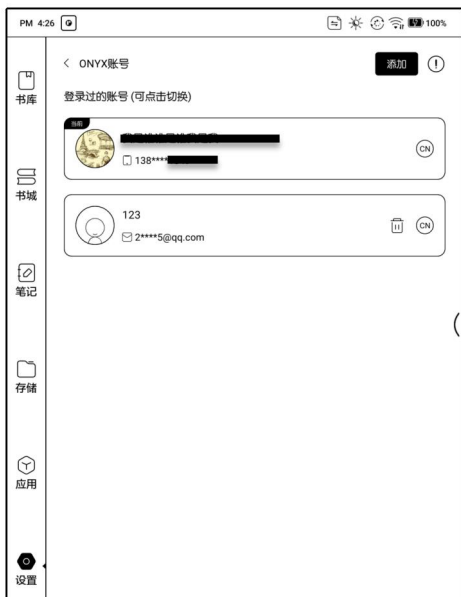 PM 4:26
100%
书库
书城
笔记
存储
应用
设置
ONYX账号
添加
登录过的账号 (可点击切换)
当前
138****
CN
123
2****5@qq.com
CN